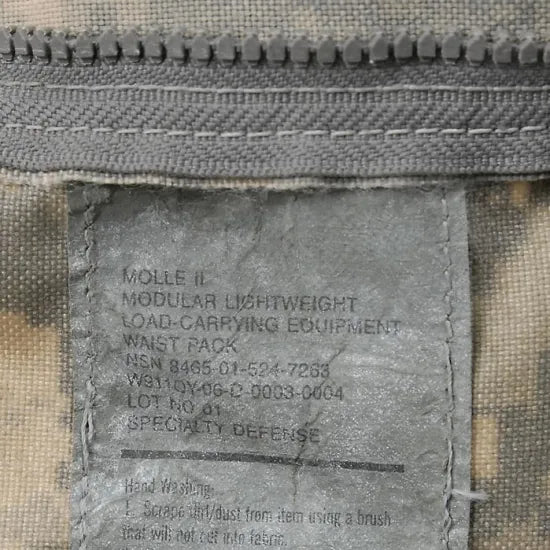 MOLLE II
MODULAR LIGHTWEIGHT
LOAD-CARRYING EQUIPMENT
WAIST PACK
NSN 8465-01-524-7263
W911QY-06-D-0003-0004
LOT NO 01
SPECIALTY DEFENSE
Hand Washing:
1. Scrape dirt/dust from item using a brush
that will not cut into fabric.